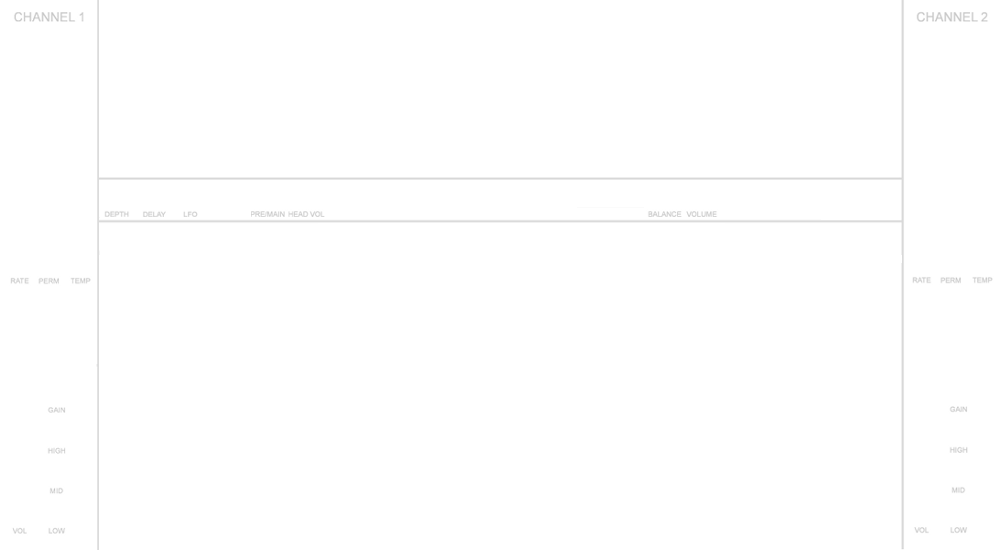 CHANNEL 1
CHANNEL 2
DEPTH DELAY LFO PRE/MAIN HEAD VOL BALANCE VOLUME
RATE PERM TEMP
RATE PERM TEMP
GAIN
GAIN
HIGH
HIGH
MID
MID
VOL LOW
VOL LOW